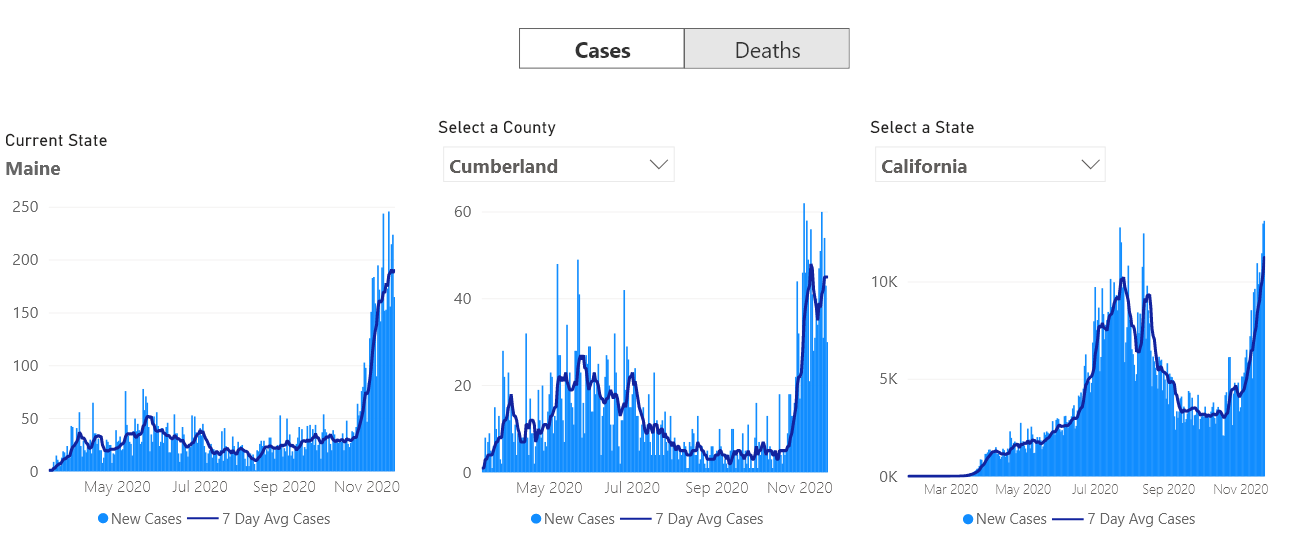 Cases Deaths
Current State
Maine
250
200
150
100
50
0
May 2020 Jul 2020 Sep 2020 Nov 2020
New Cases 7 Day Avg Cases
Select a County
Cumberland
60
40
20
0
May 2020 Jul 2020 Sep 2020 Nov 2020
New Cases 7 Day Avg Cases
Select a State
California
10K
5K
0K
Mar 2020 May 2020 Jul 2020 Sep 2020 Nov 2020
New Cases 7 Day Avg Cases